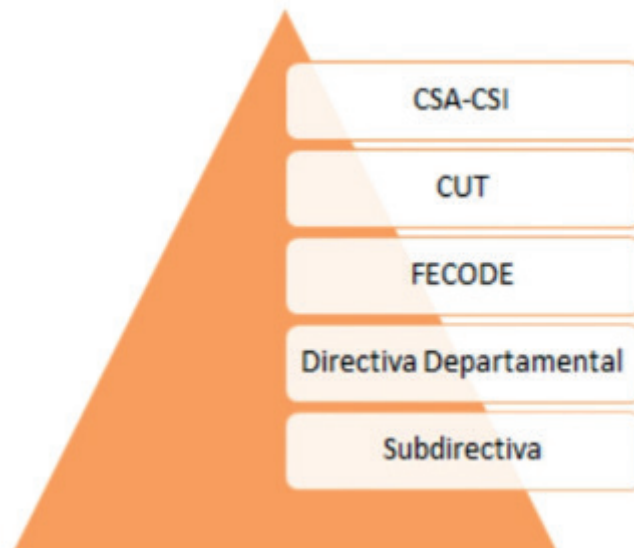 CSA-CSI
CUT
FECODE
Directiva Departamental
Subdirectiva